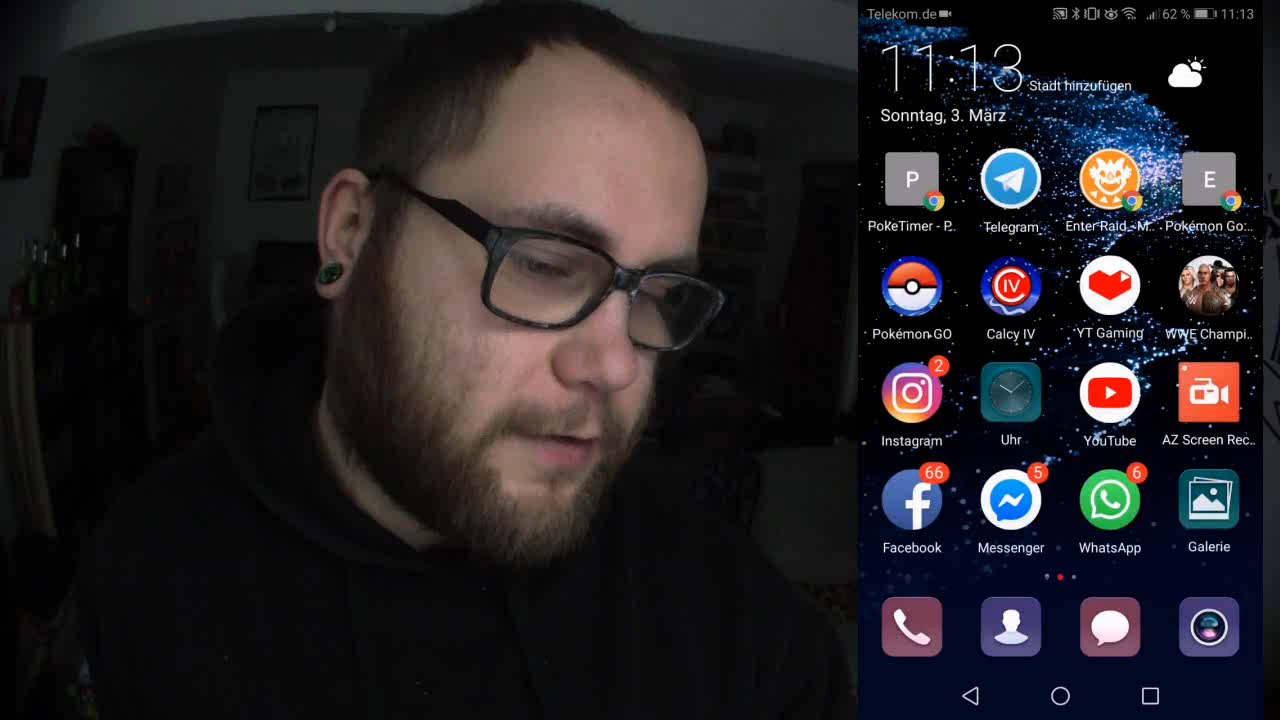 Telekom.de 62 % 11:13
11:13 Stadt hinzufügen
Sonntag, 3. März
P E
PokeTimer - P.. Telegram Enter Raid - M.. Pokémon Go:..
IV
Pokémon GO Calcy IV YT Gaming WWE Champi..
2
Instagram Uhr YouTube AZ Screen Rec..
66 5 6
Facebook Messenger WhatsApp Galerie